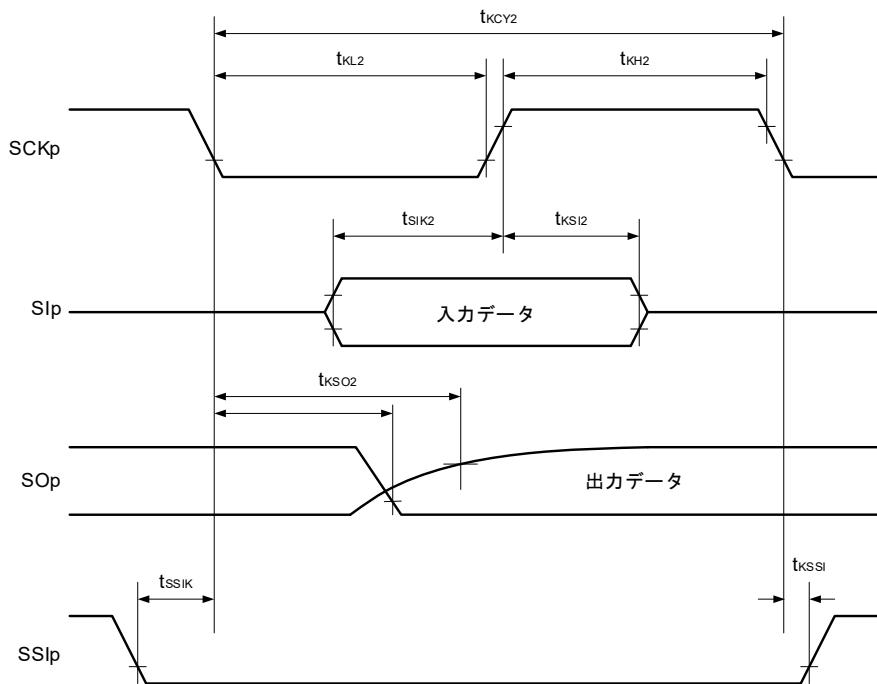 tKCY2
tKL2
tKH2
SCKp
tSIK2
tKSI2
SIp
入力データ
tKSO2
SOp
出力データ
tSSIK
tKSSI
SSIp